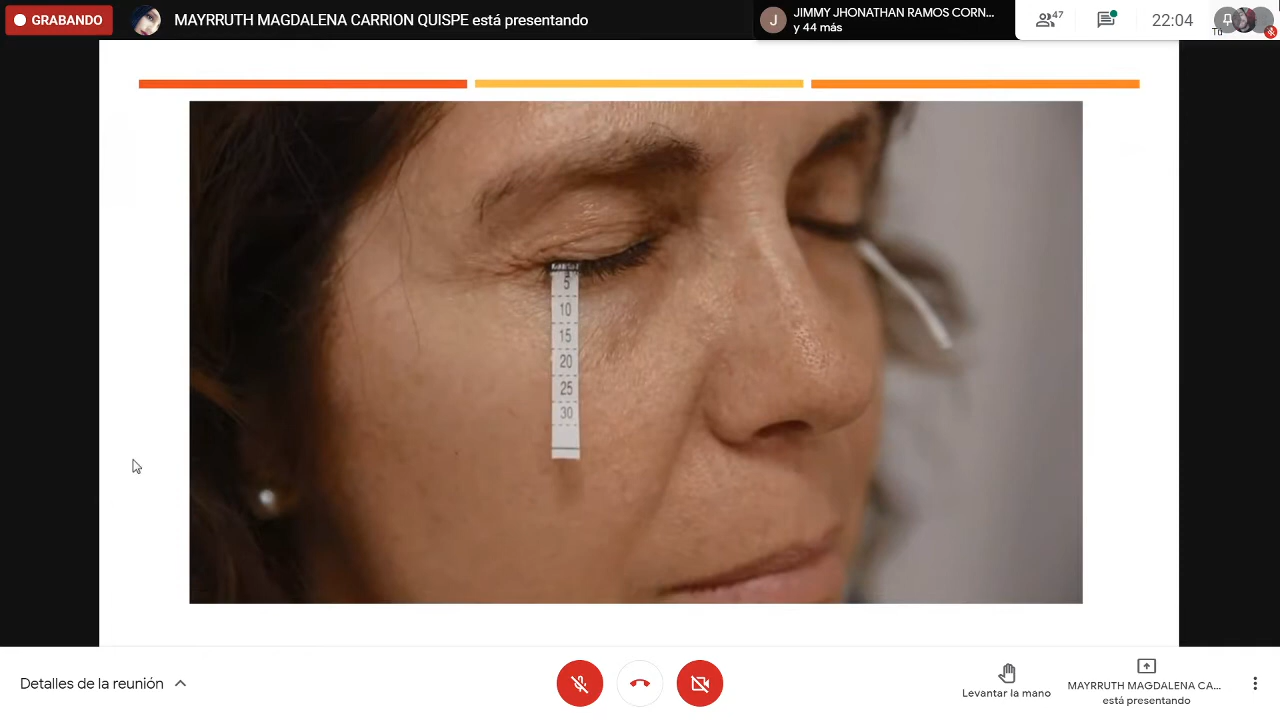 GRABANDO
MAYRRUTH MAGDALENA CARRION QUISPE está presentando
JIMMY JHONATHAN RAMOS CORN...
y 44 más
47
22:04
Tú
J
5
10
15
20
25
30
Detalles de la reunión
Levantar la mano
MAYRRUTH MAGDALENA CA...
está presentando